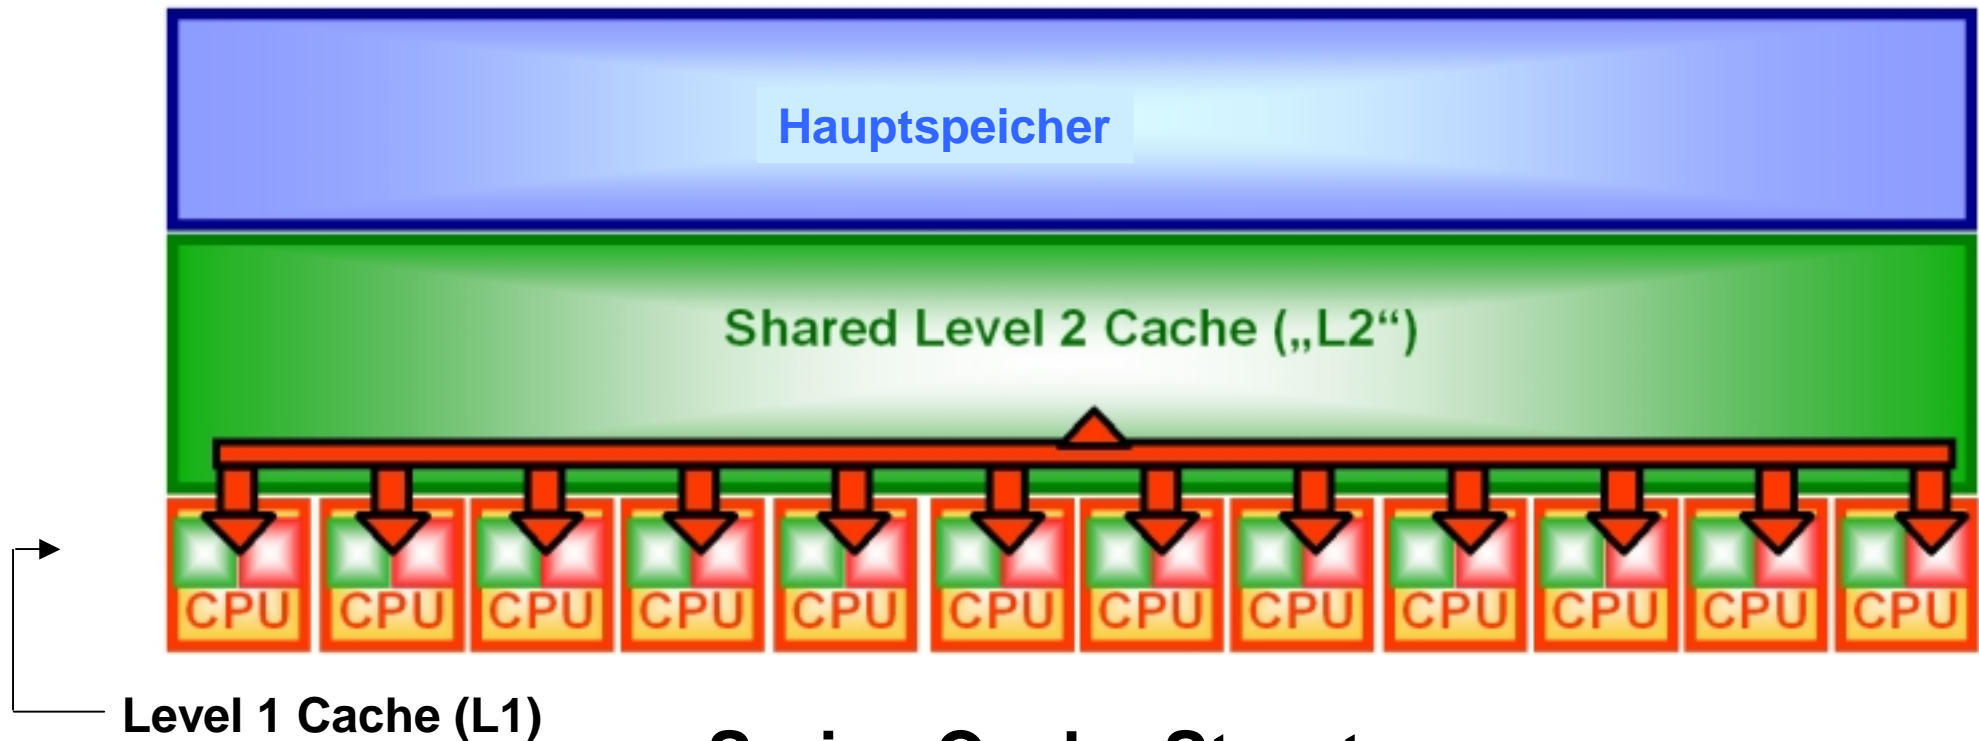 Hauptspeicher
Shared Level 2 Cache („L2“)
CPU CPU CPU CPU CPU CPU CPU CPU CPU CPU CPU CPU
Level 1 Cache (L1)